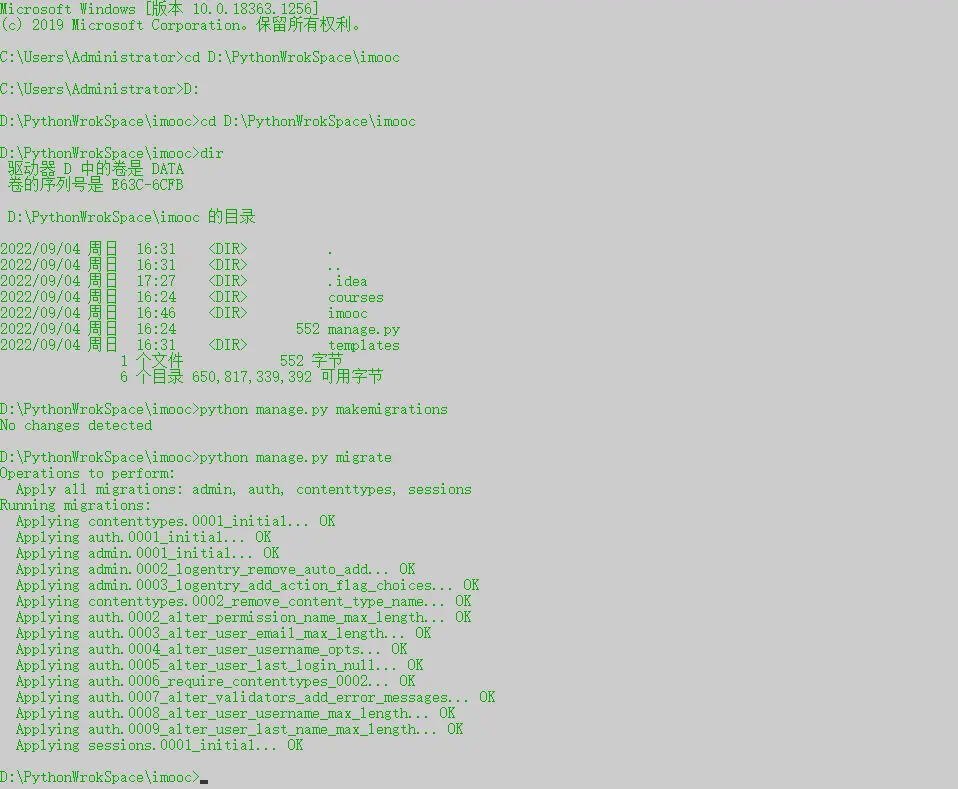 Microsoft Windows [版本 10.0.18363.1256]
(c) 2019 Microsoft Corporation。保留所有权利。
C:\Users\Administrator>cd D:\PythonWrokSpace\imooc
C:\Users\Administrator>D:
D:\PythonWrokSpace\imooc>cd D:\PythonWrokSpace\imooc
D:\PythonWrokSpace\imooc>dir
驱动器 D 中的卷是 DATA
卷的序列号是 E63C-6CFB
D:\PythonWrokSpace\imooc 的目录
2022/09/04 周日 16:31 <DIR> .
2022/09/04 周日 16:31 <DIR> ..
2022/09/04 周日 17:27 <DIR> .idea
2022/09/04 周日 16:24 <DIR> courses
2022/09/04 周日 16:46 <DIR> imooc
2022/09/04 周日 16:24 552 manage.py
2022/09/04 周日 16:31 <DIR> templates
1 个文件 552 字节
6 个目录 650,817,339,392 可用字节
D:\PythonWrokSpace\imooc>python manage.py makemigrations
No changes detected
D:\PythonWrokSpace\imooc>python manage.py migrate
Operations to perform:
Apply all migrations: admin, auth, contenttypes, sessions
Running migrations:
Applying contenttypes.0001_initial... OK
Applying auth.0001_initial... OK
Applying admin.0001_initial... OK
Applying admin.0002_logentry_remove_auto_add... OK
Applying admin.0003_logentry_add_action_flag_choices... OK
Applying contenttypes.0002_remove_content_type_name... OK
Applying auth.0002_alter_permission_name_max_length... OK
Applying auth.0003_alter_user_email_max_length... OK
Applying auth.0004_alter_user_username_opts... OK
Applying auth.0005_alter_user_last_login_null... OK
Applying auth.0006_require_contenttypes_0002... OK
Applying auth.0007_alter_validators_add_error_messages... OK
Applying auth.0008_alter_user_username_max_length... OK
Applying auth.0009_alter_user_last_name_max_length... OK
Applying sessions.0001_initial... OK
D:\PythonWrokSpace\imooc>